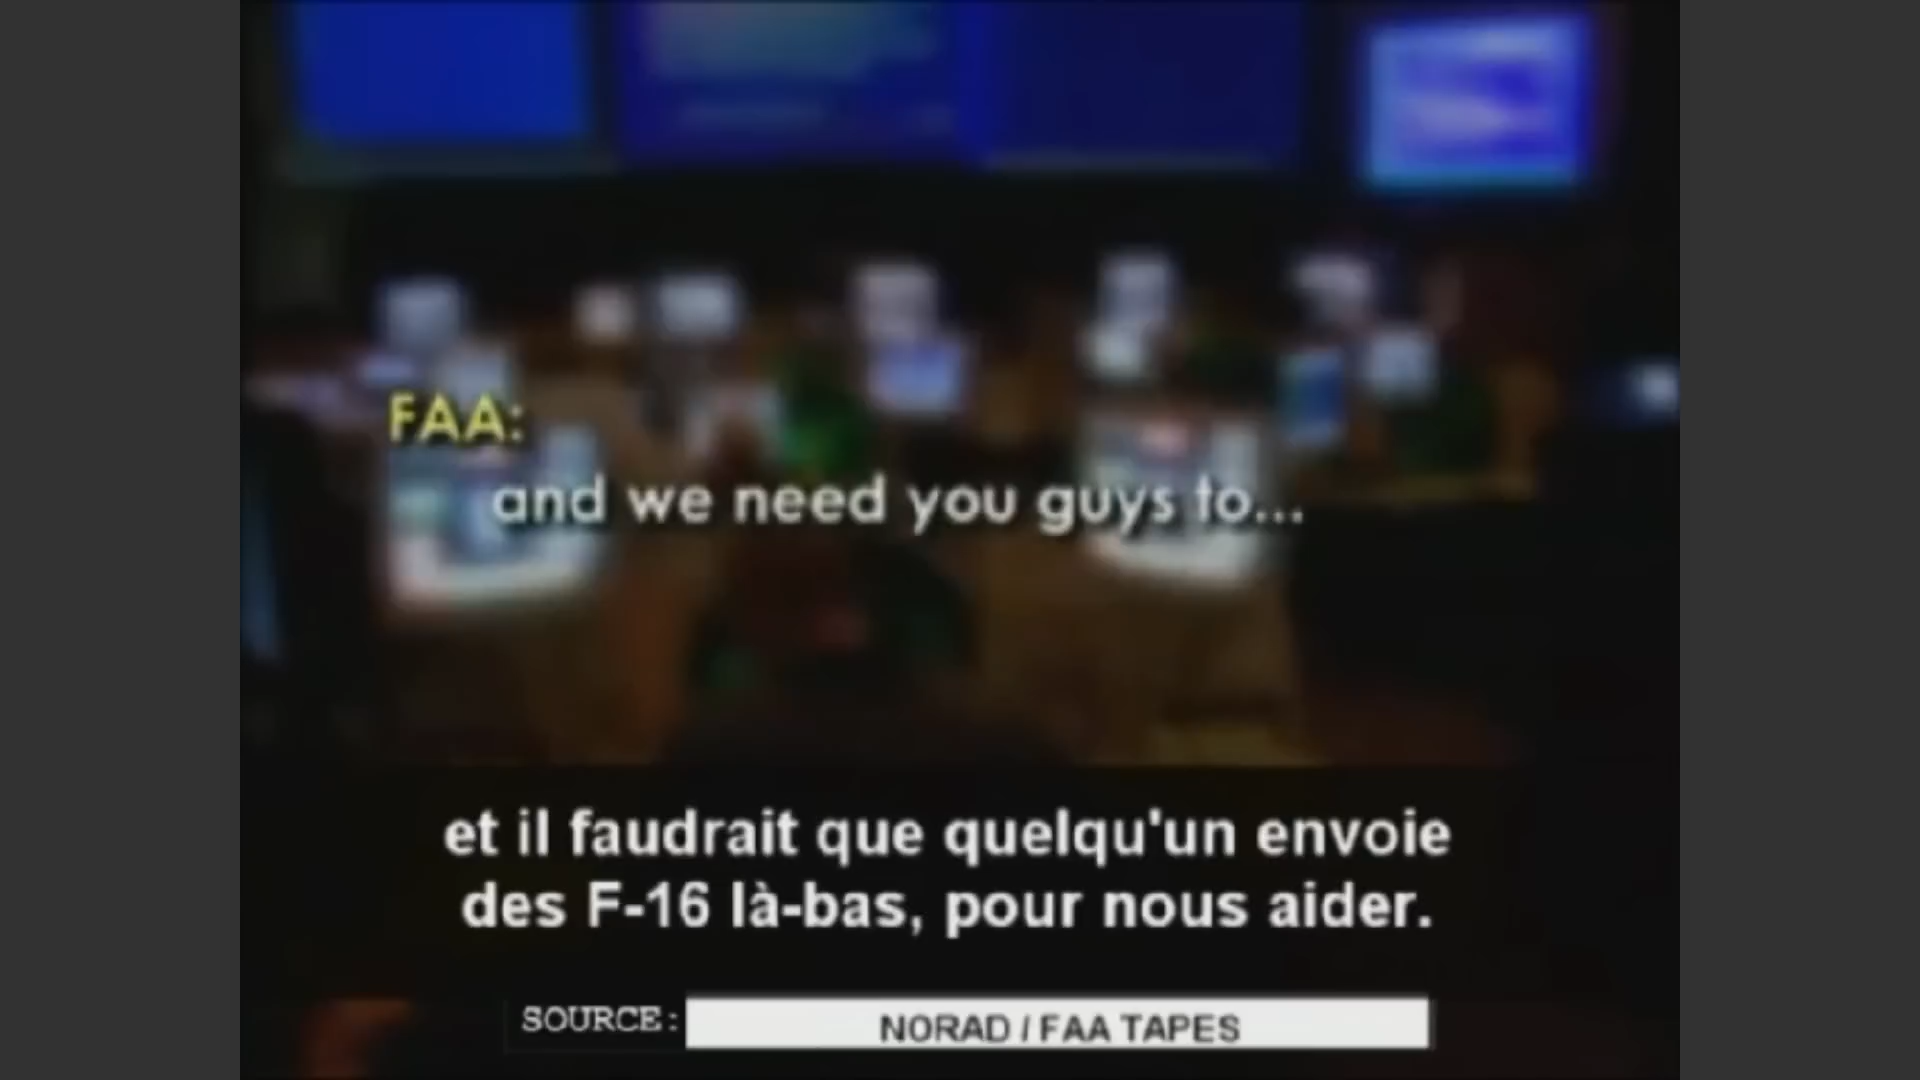 FAA:
and we need you guys to...
et il faudrait que quelqu'un envoie
des F-16 là-bas, pour nous aider.
SOURCE: NORAD / FAA TAPES